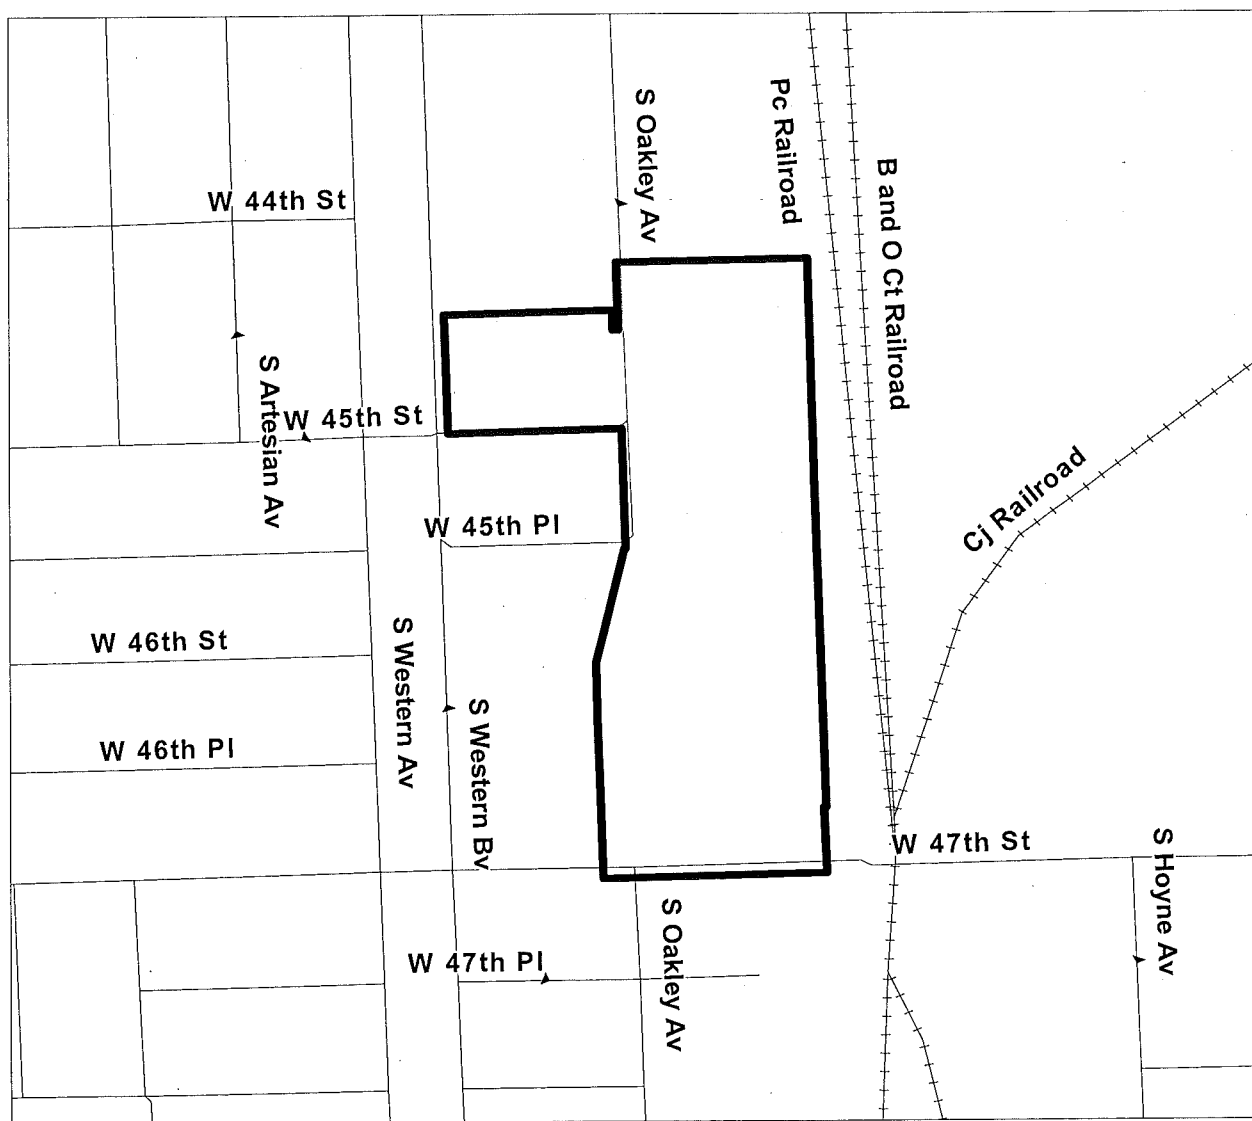 S Oakley Av
Pc Railroad
B and O Ct Railroad
W 44th St
S Artesian Av
W 45th St
Cj Railroad
W 45th Pl
W 46th St
S Western Av
S Western Bv
W 46th Pl
W 47th St
S Hoyne Av
S Oakley Av
W 47th Pl